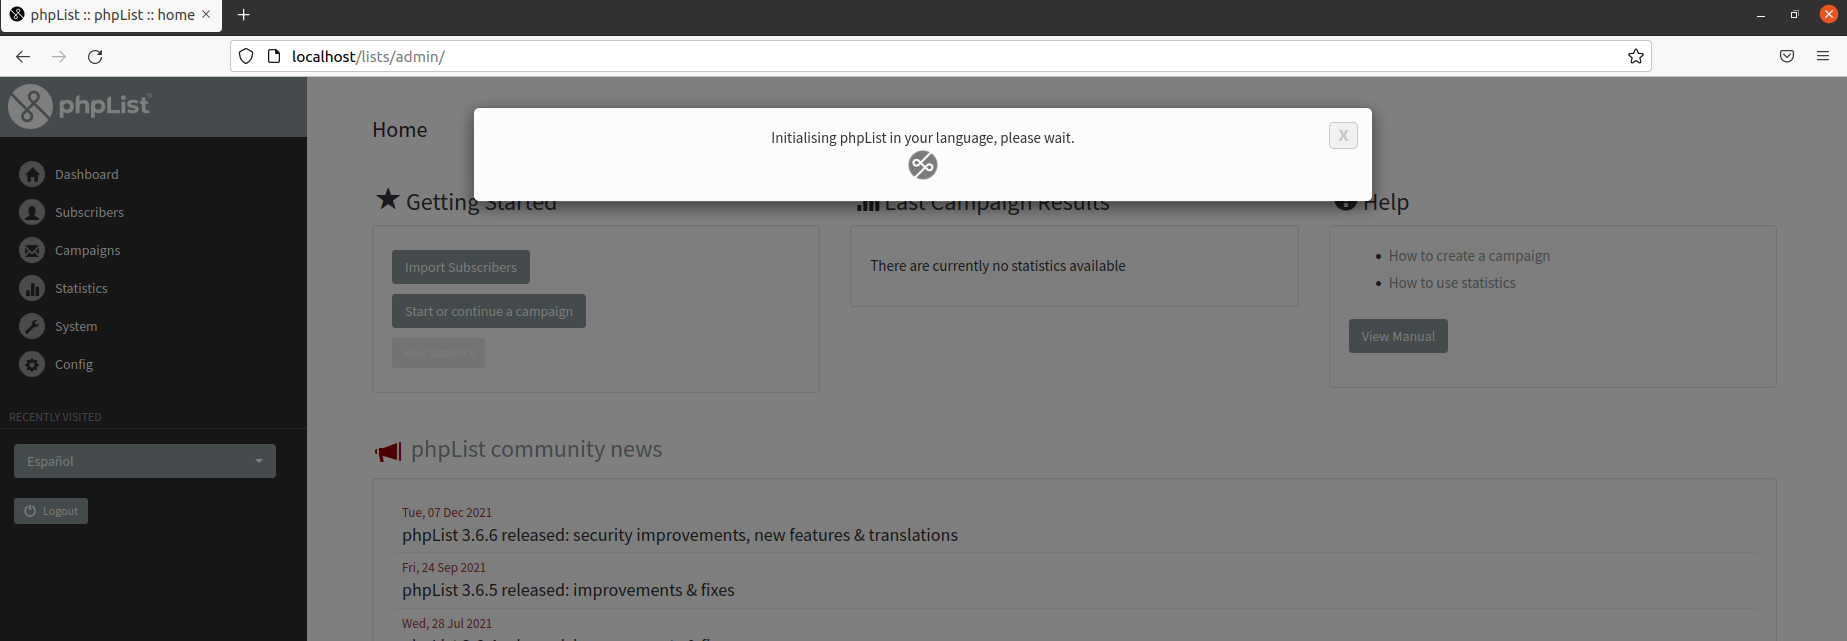 phpList :: phpList :: home
localhost/lists/admin/
phpList
Dashboard
Subscribers
Campaigns
Statistics
System
Config
RECENTLY VISITED
Español
Logout
Home
Initialising phpList in your language, please wait.
X
Getting Started
Import Subscribers
Start or continue a campaign
View Statistics
Last Campaign Results
There are currently no statistics available
Help
How to create a campaign
How to use statistics
View Manual
phpList community news
Tue, 07 Dec 2021
phpList 3.6.6 released: security improvements, new features & translations
Fri, 24 Sep 2021
phpList 3.6.5 released: improvements & fixes
Wed, 28 Jul 2021